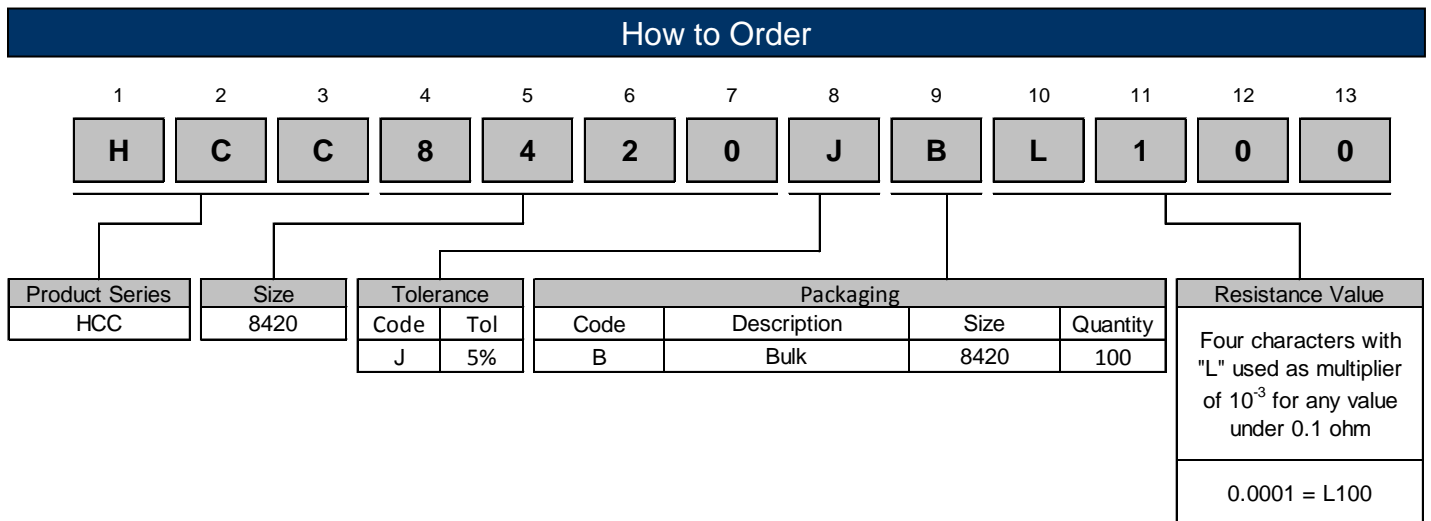 How to Order
1 2 3 4 5 6 7 8 9 10 11 12 13
H C C 8 4 2 0 J B L 1 0 0
Product Series Size Tolerance Packaging Resistance Value
HCC 8420 Code Tol Code Description Size Quantity
J 5% B Bulk 8420 100
Four characters with
"L" used as multiplier
of 10⁻³ for any value
under 0.1 ohm
0.0001 = L100